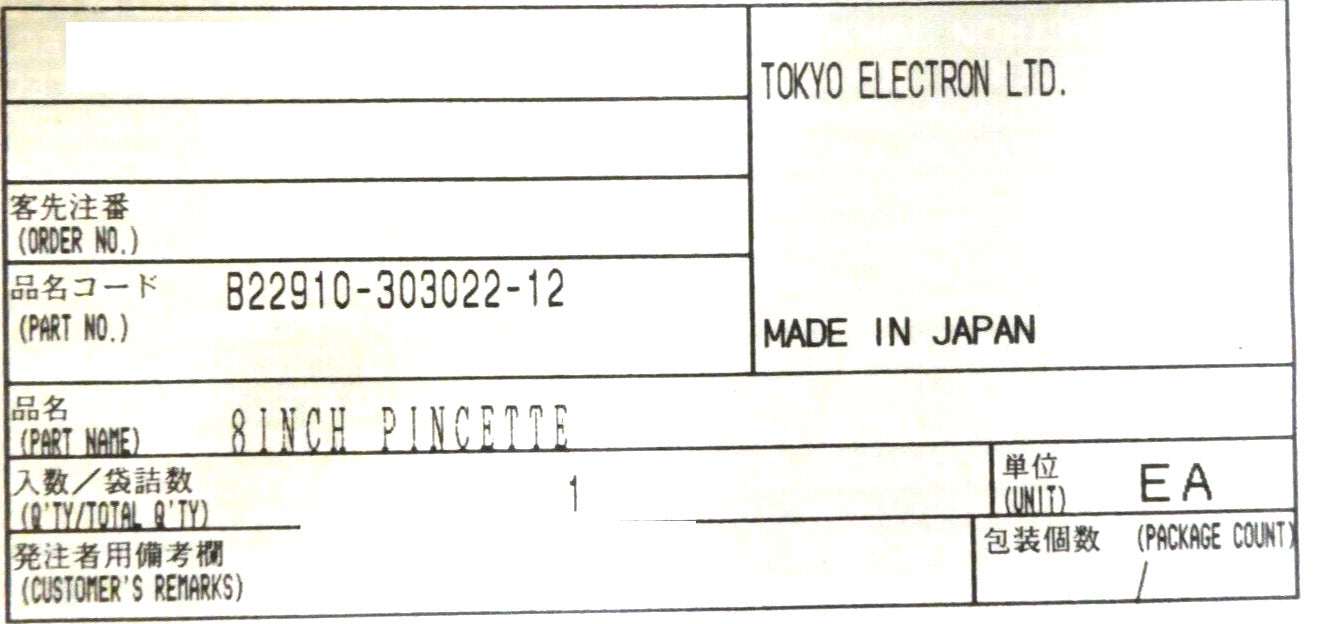 TOKYO ELECTRON LTD.
客先注番
(ORDER NO.)
品名コード B22910-303022-12
(PART NO.)
MADE IN JAPAN
品名
(PART NAME) 8INCH PINCETTE
入数/袋詰数 1
(Q'TY/TOTAL Q'TY)
単位 EA
(UNIT)
発注者用備考欄
(CUSTOMER'S REMARKS)
包装個数 (PACKAGE COUNT)
/